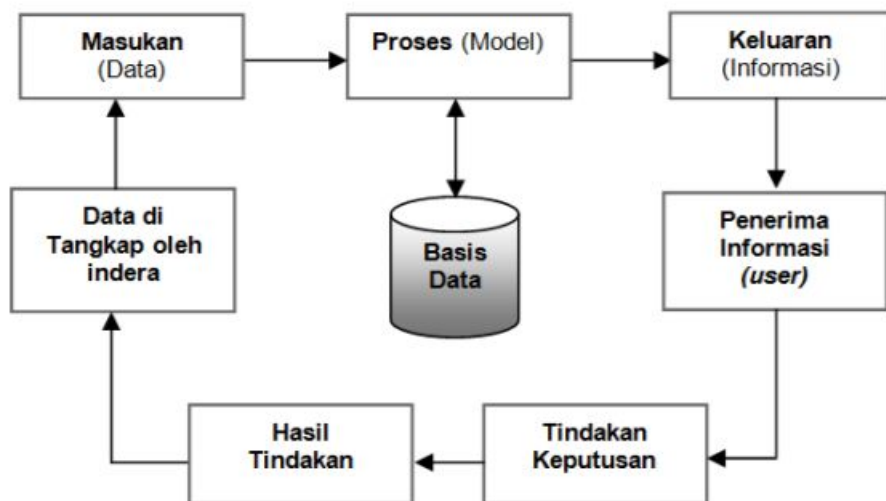 Masukan
(Data)
Proses (Model)
Keluaran
(Informasi)
Data di
Tangkap oleh
indera
Basis
Data
Penerima
Informasi
(user)
Hasil
Tindakan
Tindakan
Keputusan